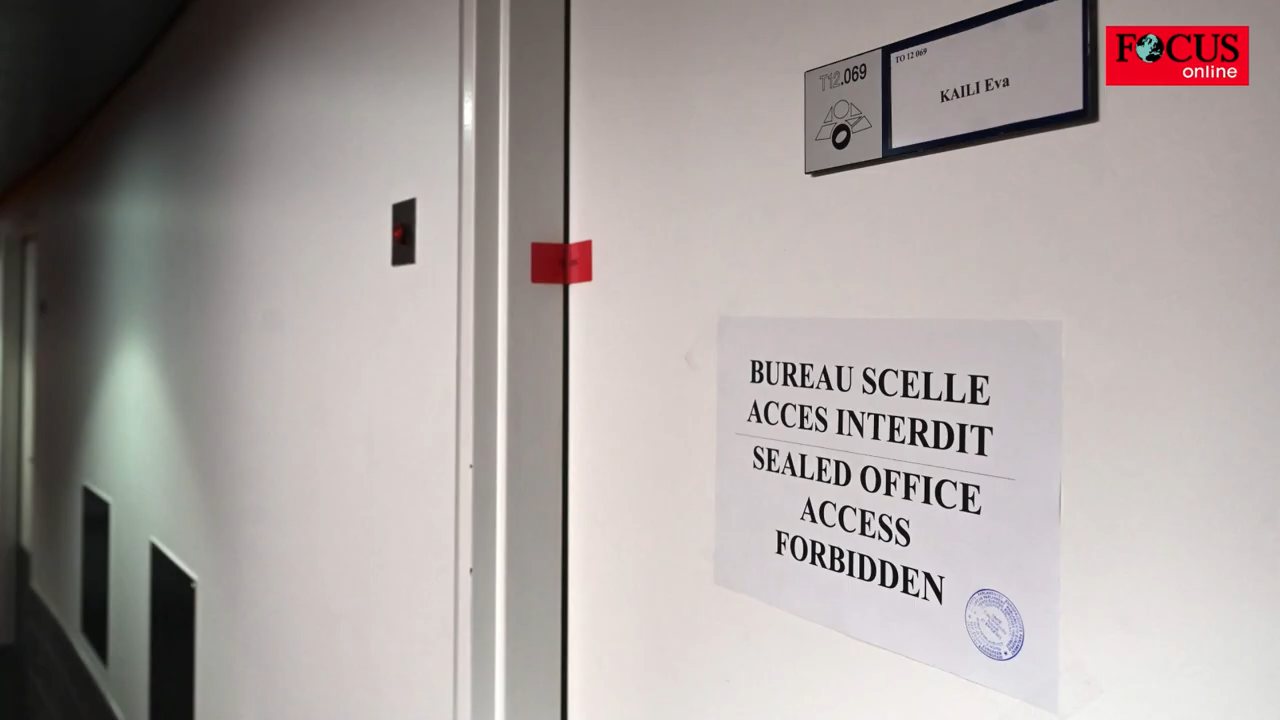 FOCUS
online
T12.069
TO 12 069
KAILI Eva
BUREAU SCELLE
ACCES INTERDIT
SEALED OFFICE
ACCESS
FORBIDDEN